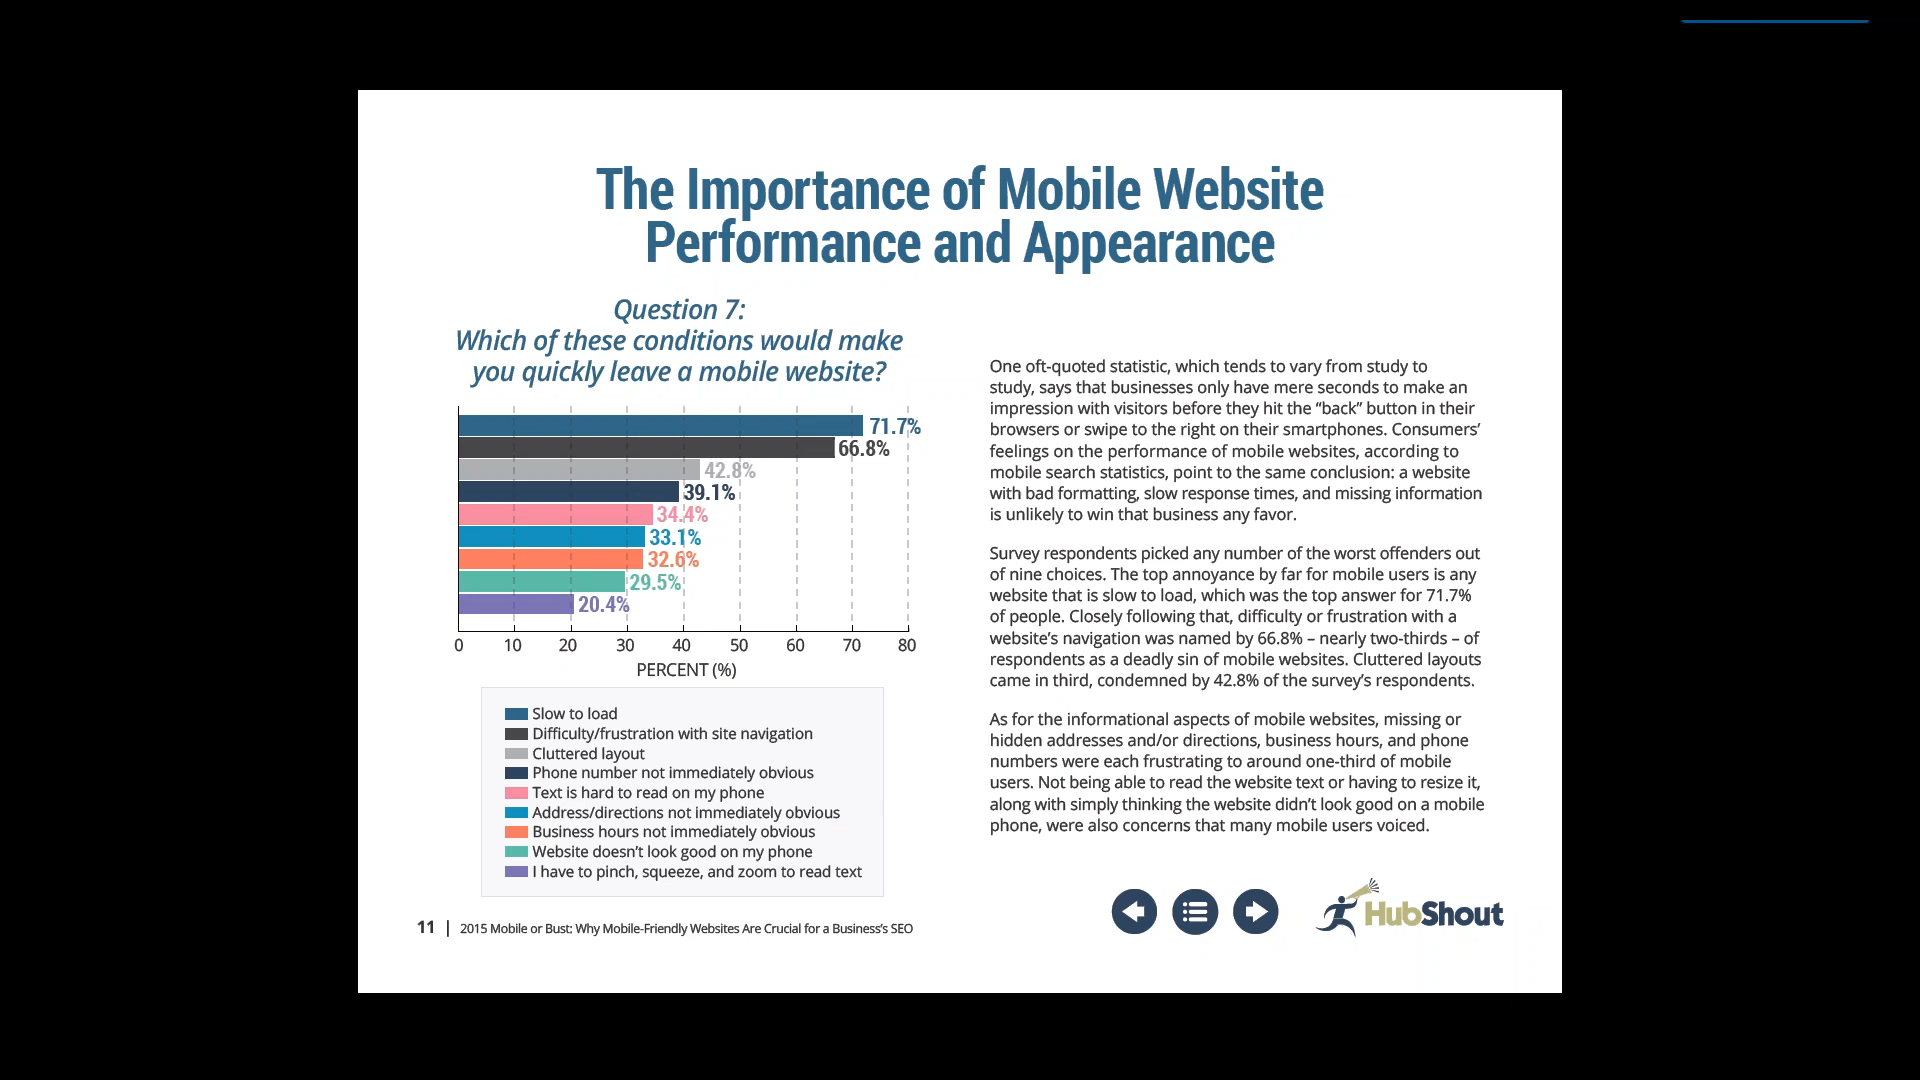 The Importance of Mobile Website
Performance and Appearance
Question 7:
Which of these conditions would make
you quickly leave a mobile website?
71.7%
66.8%
42.8%
39.1%
34.4%
33.1%
32.6%
29.5%
20.4%
0 10 20 30 40 50 60 70 80
PERCENT (%)
Slow to load
Difficulty/frustration with site navigation
Cluttered layout
Phone number not immediately obvious
Text is hard to read on my phone
Address/directions not immediately obvious
Business hours not immediately obvious
Website doesn’t look good on my phone
I have to pinch, squeeze, and zoom to read text
One oft-quoted statistic, which tends to vary from study to
study, says that businesses only have mere seconds to make an
impression with visitors before they hit the “back” button in their
browsers or swipe to the right on their smartphones. Consumers’
feelings on the performance of mobile websites, according to
mobile search statistics, point to the same conclusion: a website
with bad formatting, slow response times, and missing information
is unlikely to win that business any favor.
Survey respondents picked any number of the worst offenders out
of nine choices. The top annoyance by far for mobile users is any
website that is slow to load, which was the top answer for 71.7%
of people. Closely following that, difficulty or frustration with a
website’s navigation was named by 66.8% – nearly two-thirds – of
respondents as a deadly sin of mobile websites. Cluttered layouts
came in third, condemned by 42.8% of the survey’s respondents.
As for the informational aspects of mobile websites, missing or
hidden addresses and/or directions, business hours, and phone
numbers were each frustrating to around one-third of mobile
users. Not being able to read the website text or having to resize it,
along with simply thinking the website didn’t look good on a mobile
phone, were also concerns that many mobile users voiced.
11 | 2015 Mobile or Bust: Why Mobile-Friendly Websites Are Crucial for a Business’s SEO
HubShout